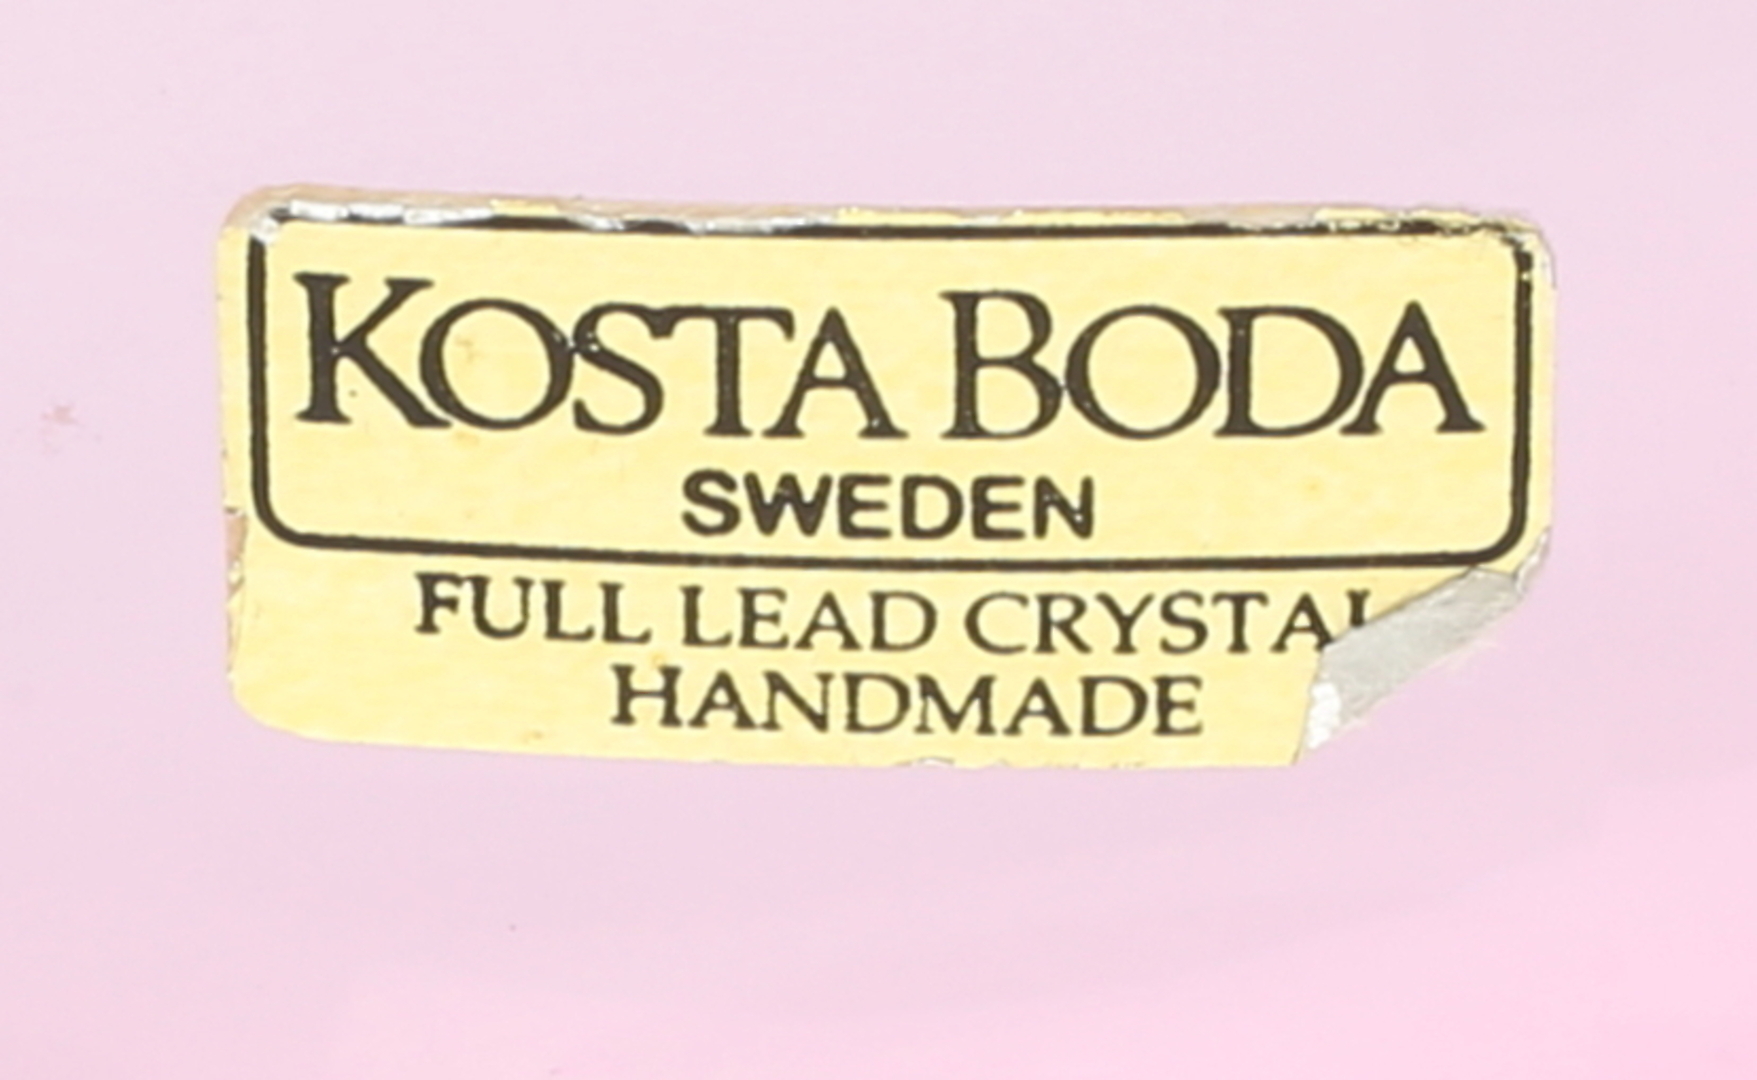 KOSTA BODA
SWEDEN
FULL LEAD CRYSTAL
HANDMADE